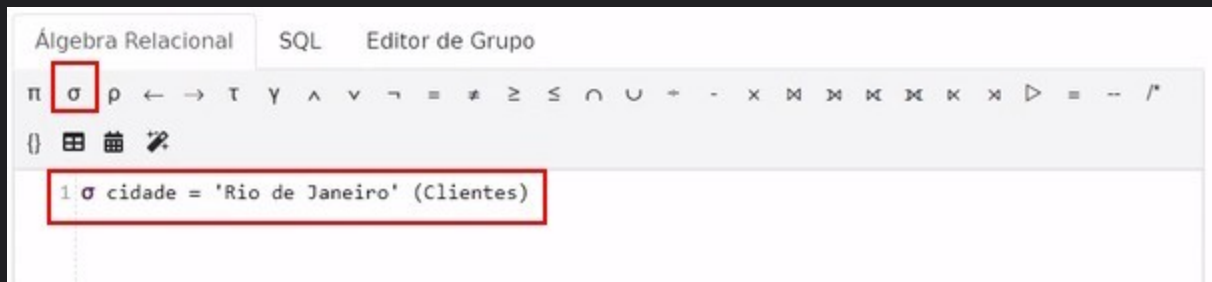 Álgebra Relacional SQL Editor de Grupo
π σ ρ ← → τ γ ∧ ∨ ¬ = ≠ ≥ ≤ ∩ ∪ ÷ - × ⨝ ⟕ ⟖ ⟗ ⋉ ⋊ ▷ = -- /*
{}
1 σ cidade = 'Rio de Janeiro' (Clientes)